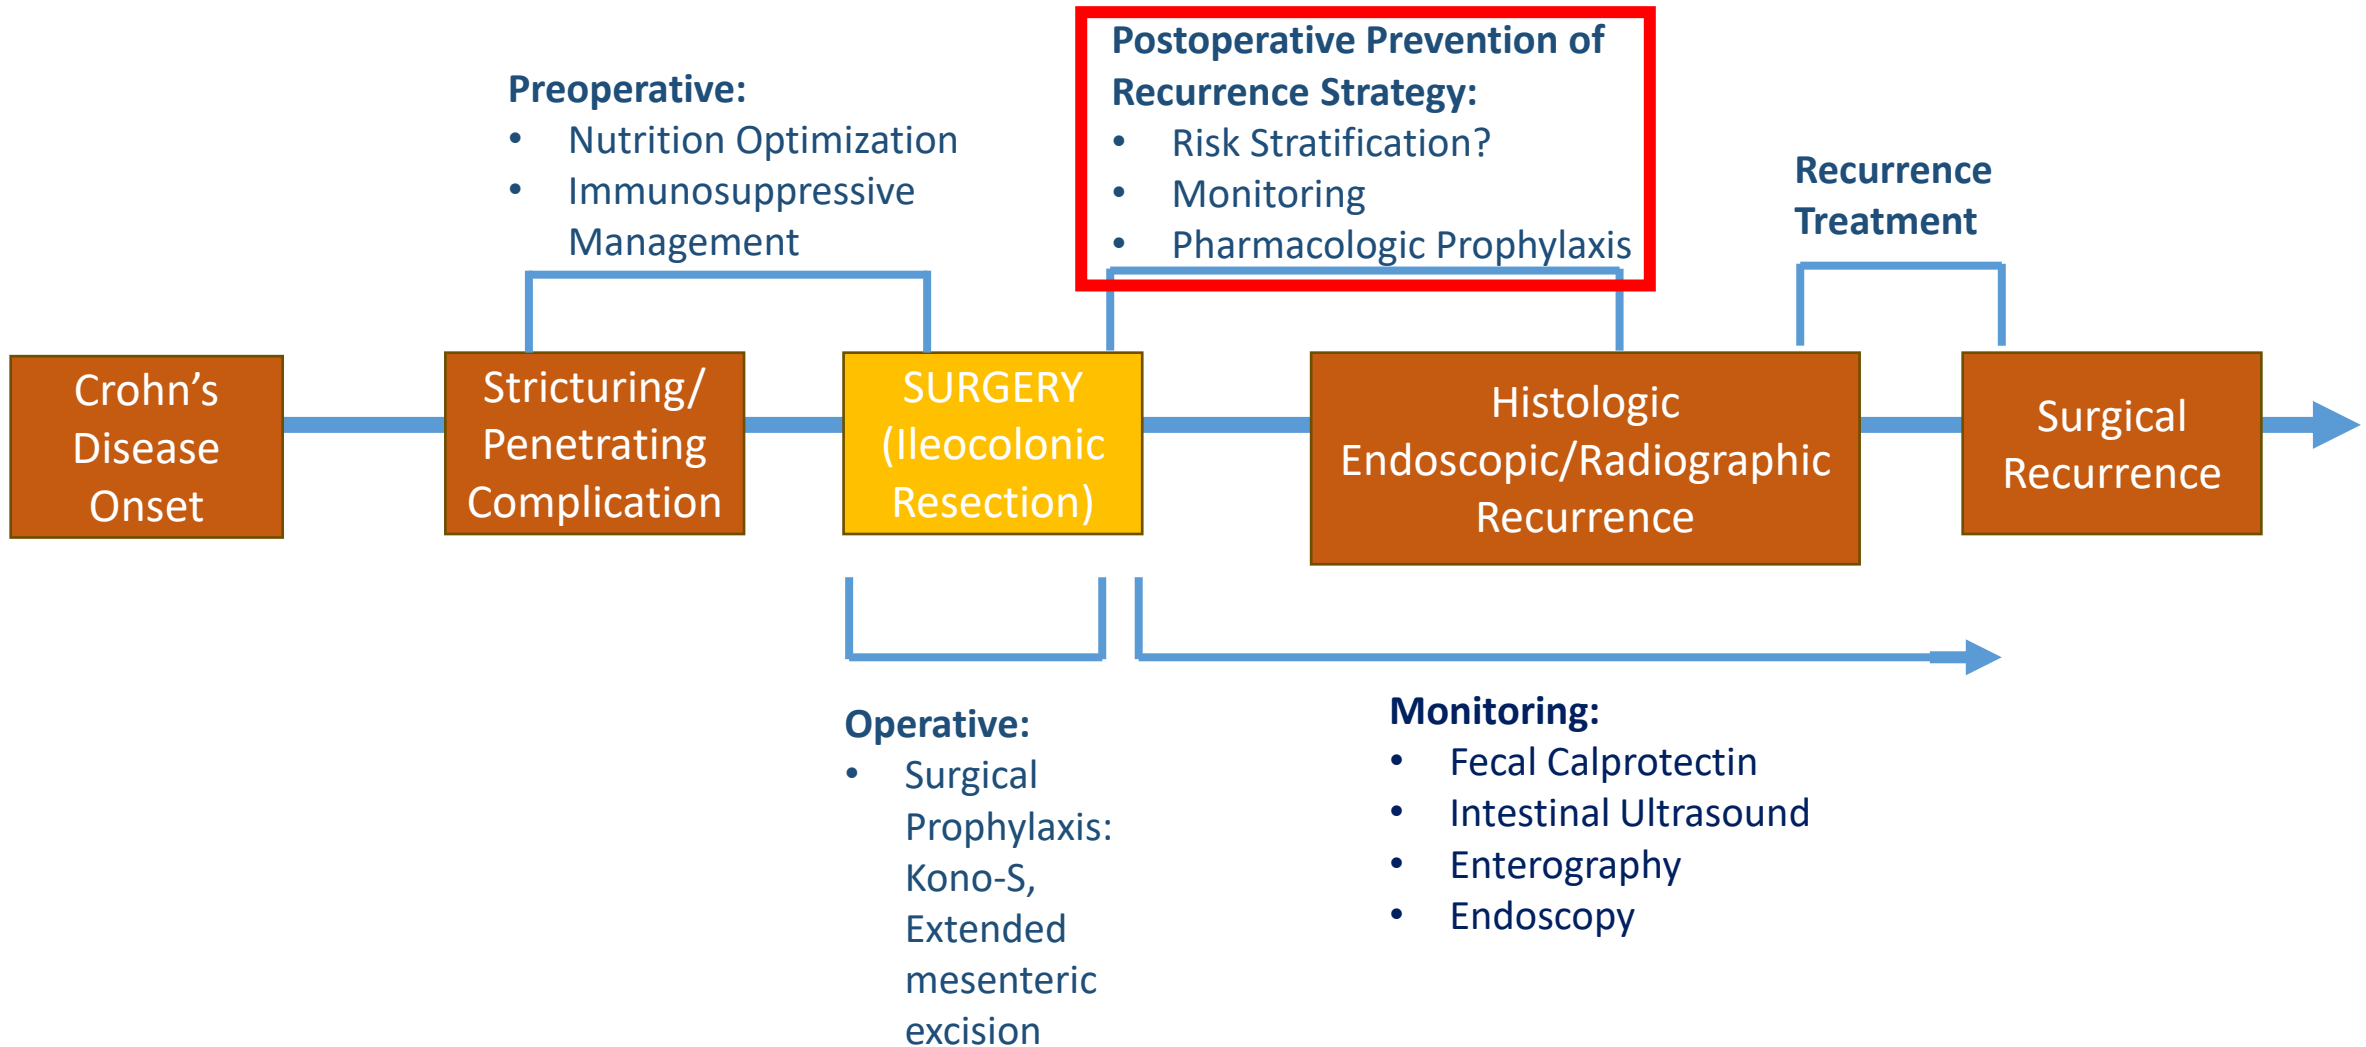 Postoperative Prevention of
Recurrence Strategy:
• Risk Stratification?
• Monitoring
• Pharmacologic Prophylaxis
Preoperative:
• Nutrition Optimization
• Immunosuppressive
Management
Recurrence
Treatment
Crohn’s
Disease
Onset
Stricturing/
Penetrating
Complication
SURGERY
(Ileocolonic
Resection)
Histologic
Endoscopic/Radiographic
Recurrence
Surgical
Recurrence
Operative:
• Surgical
Prophylaxis:
Kono-S,
Extended
mesenteric
excision
Monitoring:
• Fecal Calprotectin
• Intestinal Ultrasound
• Enterography
• Endoscopy